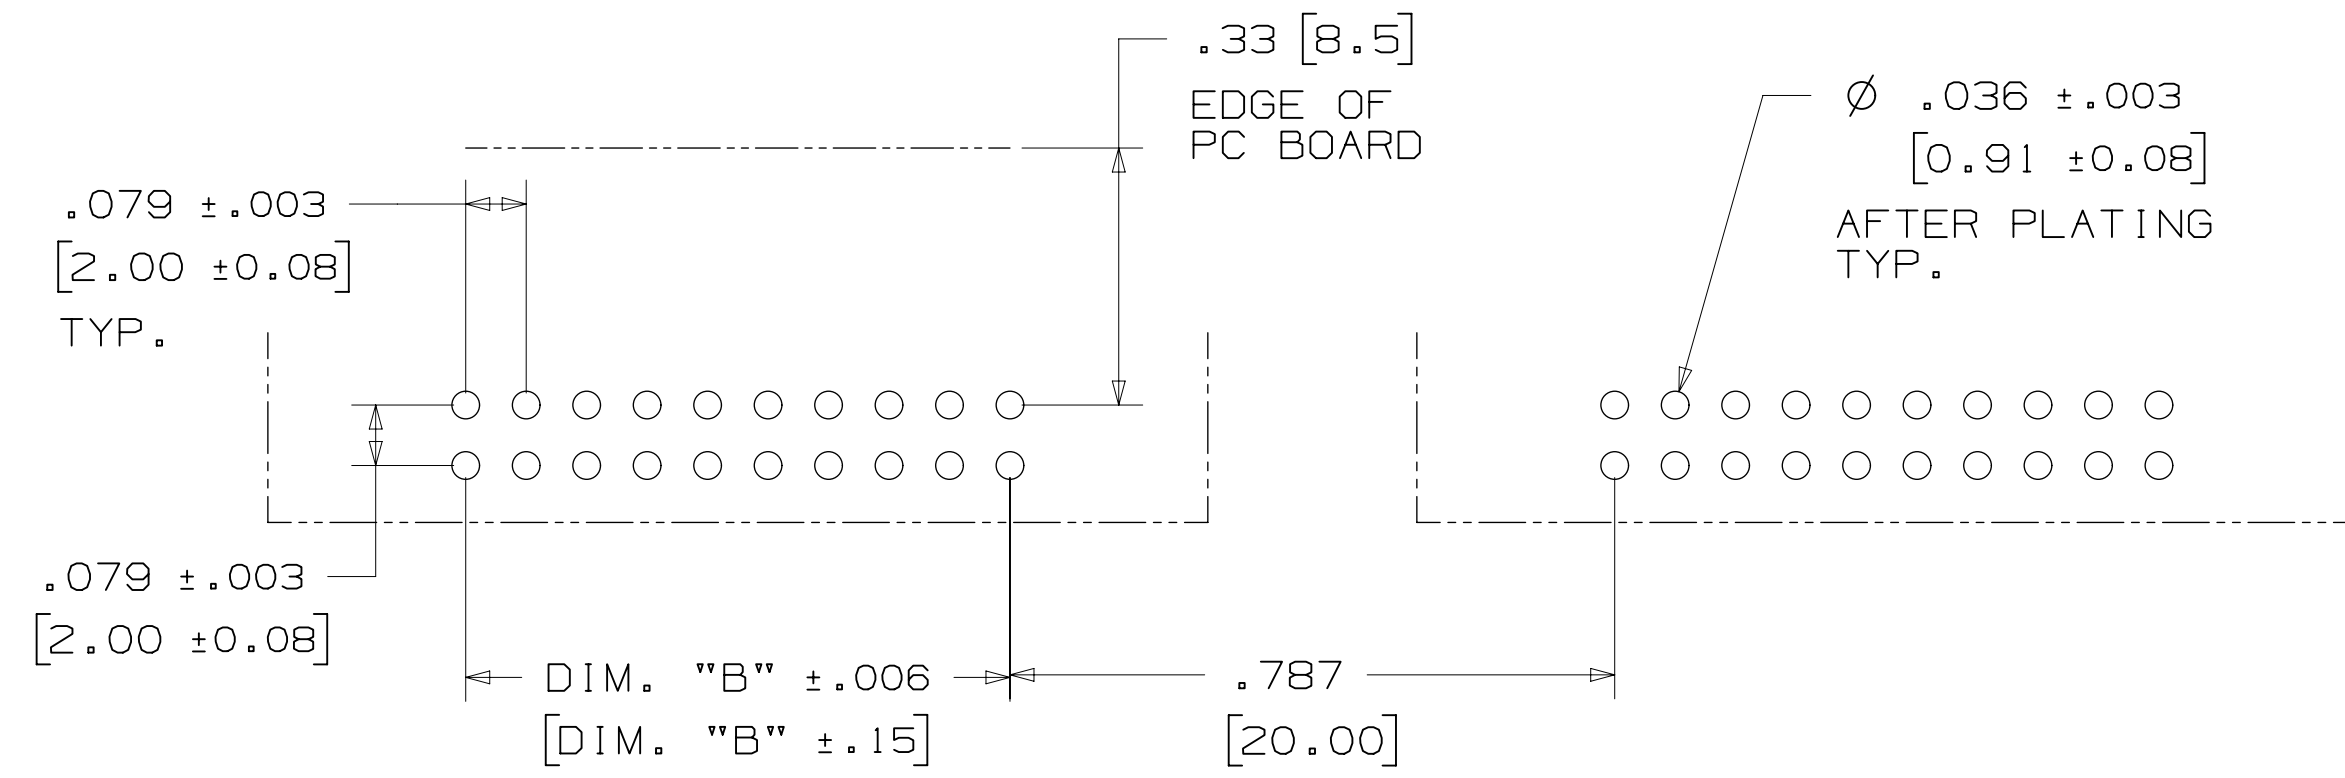 .33 [8.5]
EDGE OF
PC BOARD
Ø .036 ±.003
[0.91 ±0.08]
AFTER PLATING
TYP.
.079 ±.003
[2.00 ±0.08]
TYP.
.079 ±.003
[2.00 ±0.08]
DIM. "B" ±.006
[DIM. "B" ±.15]
.787
[20.00]